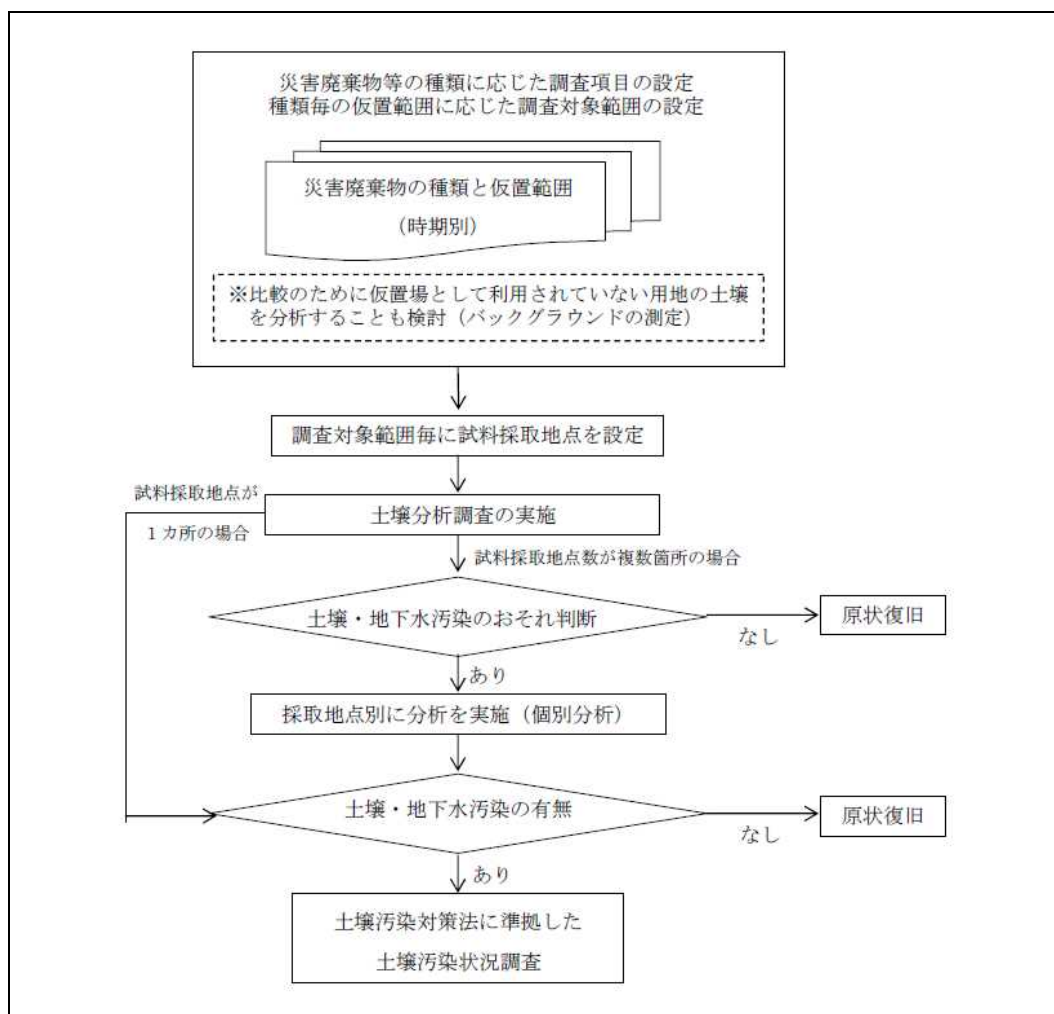 災害廃棄物等の種類に応じた調査項目の設定
種類毎の仮置範囲に応じた調査対象範囲の設定
災害廃棄物の種類と仮置範囲
(時期別)
※比較のために仮置場として利用されていない用地の土壌
を分析することも検討(バックグラウンドの測定)
調査対象範囲毎に試料採取地点を設定
試料採取地点が
1カ所の場合
土壌分析調査の実施
試料採取地点数が複数箇所の場合
土壌・地下水汚染のおそれ判断
なし
原状復旧
あり
採取地点別に分析を実施(個別分析)
土壌・地下水汚染の有無
なし
原状復旧
あり
土壌汚染対策法に準拠した
土壌汚染状況調査